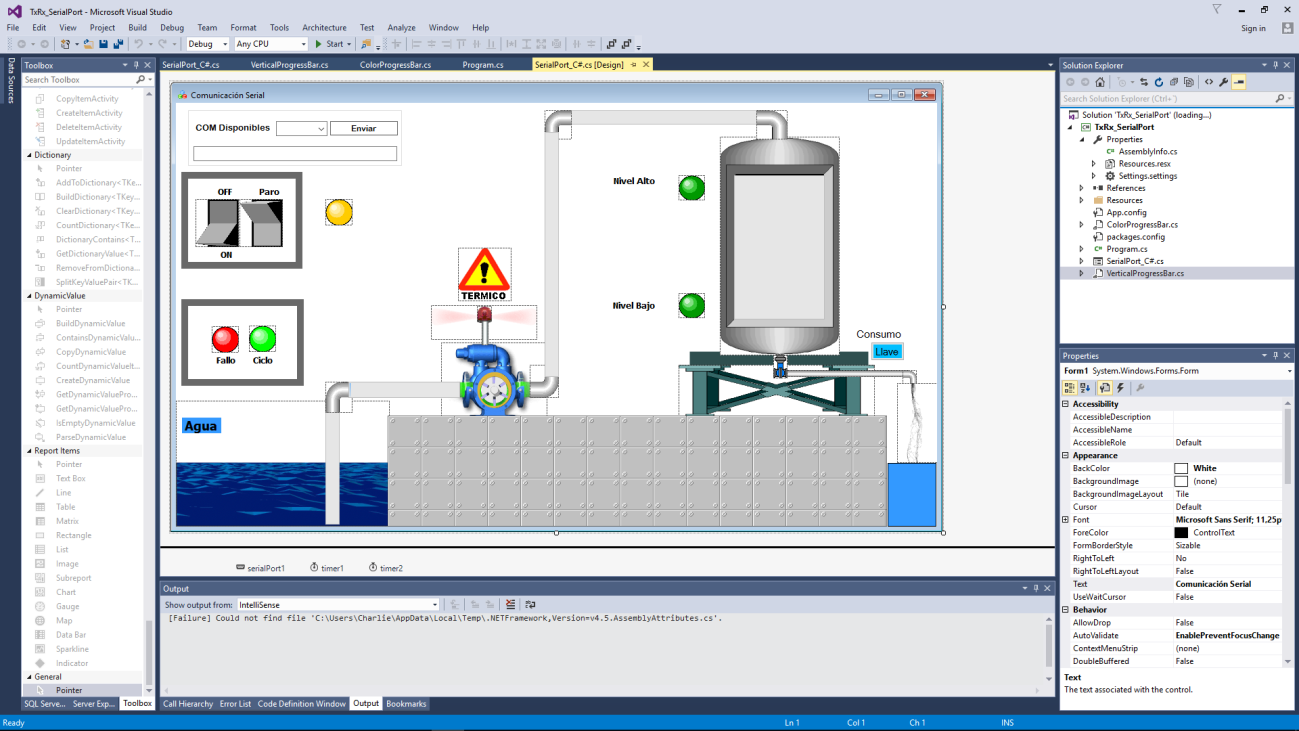 TxRx_SerialPort - Microsoft Visual Studio
File Edit View Project Build Debug Team Format Tools Architecture Test Analyze Window Help
Sign in
Debug Any CPU Start
Data Sources
Toolbox
Search Toolbox
CopyItemActivity
CreateItemActivity
DeleteItemActivity
UpdateItemActivity
Dictionary
Pointer
AddToDictionary<TKe...
BuildDictionary<TKey...
ClearDictionary<TKey...
CountDictionary<TKey...
DictionaryContains<T...
GetDictionaryValue<T...
RemoveFromDictiona...
SplitKeyValuePair<TK...
DynamicValue
Pointer
BuildDynamicValue
ContainsDynamicValu...
CopyDynamicValue
CountDynamicValueIt...
CreateDynamicValue
GetDynamicValuePro...
GetDynamicValuePro...
IsEmptyDynamicValue
ParseDynamicValue
Report Items
Pointer
Text Box
Line
Table
Matrix
Rectangle
List
Image
Subreport
Chart
Gauge
Map
Data Bar
Sparkline
Indicator
General
Pointer
SQL Serve... Server Exp... Toolbox
SerialPort_C#.cs VerticalProgressBar.cs ColorProgressBar.cs Program.cs SerialPort_C#.cs [Design]
Comunicación Serial
COM Disponibles Enviar
OFF Paro
ON
Fallo Ciclo
TERMICO
Nivel Alto
Nivel Bajo
Consumo
Llave
Agua
serialPort1 timer1 timer2
Output
Show output from: IntelliSense
[Failure] Could not find file 'C:\Users\Charlie\AppData\Local\Temp\.NETFramework,Version=v4.5.AssemblyAttributes.cs'.
Call Hierarchy Error List Code Definition Window Output Bookmarks
Solution Explorer
Search Solution Explorer (Ctrl+')
Solution 'TxRx_SerialPort' (loading...)
TxRx_SerialPort
Properties
AssemblyInfo.cs
Resources.resx
Settings.settings
References
Resources
App.config
ColorProgressBar.cs
packages.config
Program.cs
SerialPort_C#.cs
VerticalProgressBar.cs
Properties
Form1 System.Windows.Forms.Form
Accessibility
AccessibleDescription
AccessibleName
AccessibleRole Default
Appearance
BackColor White
BackgroundImage (none)
BackgroundImageLayout Tile
Cursor Default
Font Microsoft Sans Serif; 11,25p
ForeColor ControlText
FormBorderStyle Sizable
RightToLeft No
RightToLeftLayout False
Text Comunicación Serial
UseWaitCursor False
Behavior
AllowDrop False
AutoValidate EnablePreventFocusChange
ContextMenuStrip (none)
DoubleBuffered False
Text
The text associated with the control.
Ready Ln 1 Col 1 Ch 1 INS